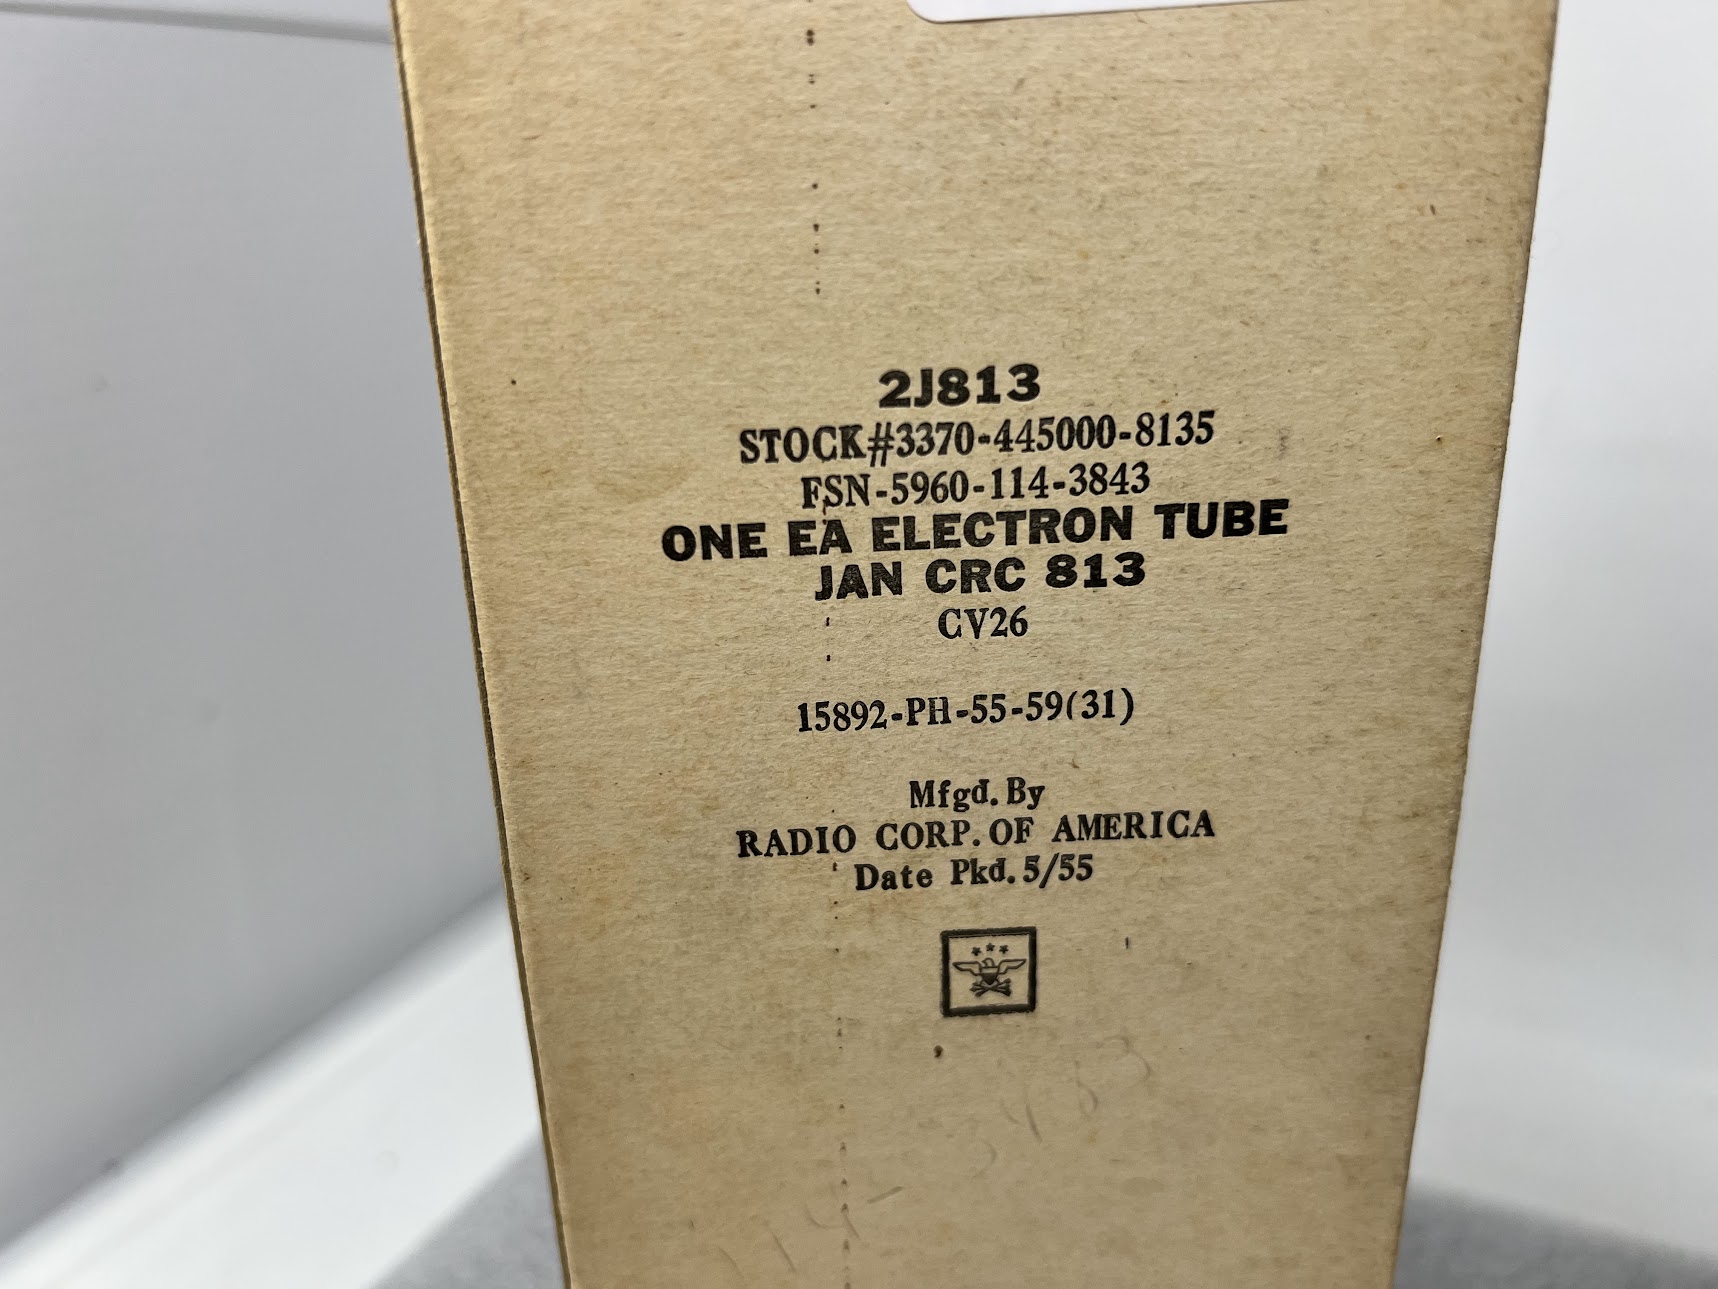 2J813
STOCK#3370-445000-8135
FSN-5960-114-3843
ONE EA ELECTRON TUBE
JAN CRC 813
CV26
15892-PH-55-59(31)
Mfgd. By
RADIO CORP. OF AMERICA
Date Pkd. 5/55